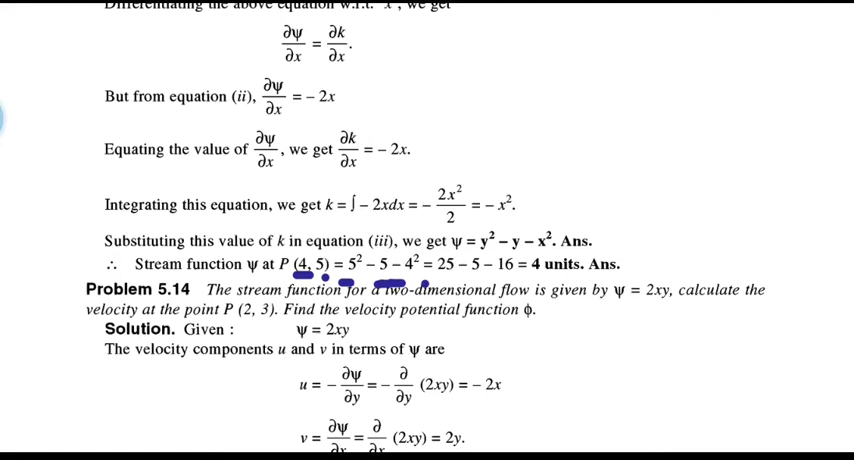 Differentiating the above equation w.r.t. 'x', we get
∂ψ/∂x = ∂k/∂x.
But from equation (ii), ∂ψ/∂x = – 2x
Equating the value of ∂ψ/∂x, we get ∂k/∂x = – 2x.
Integrating this equation, we get k = ∫ – 2xdx = – 2x²/2 = – x².
Substituting this value of k in equation (iii), we get ψ = y² – y – x². Ans.
∴ Stream function ψ at P (4, 5) = 5² – 5 – 4² = 25 – 5 – 16 = 4 units. Ans.
Problem 5.14 The stream function for a two-dimensional flow is given by ψ = 2xy, calculate the
velocity at the point P (2, 3). Find the velocity potential function ϕ.
Solution. Given : ψ = 2xy
The velocity components u and v in terms of ψ are
u = – ∂ψ/∂y = – ∂/∂y (2xy) = – 2x
v = ∂ψ/∂x = ∂/∂x (2xy) = 2y.